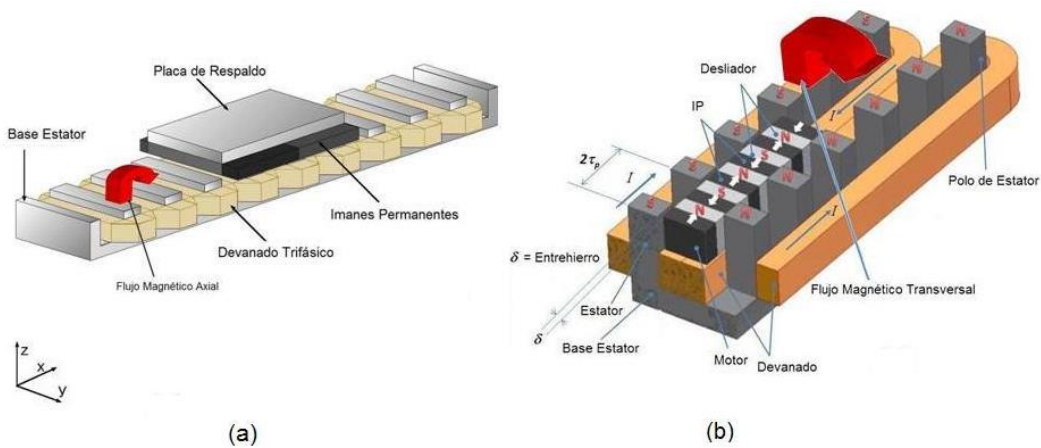 Placa de Respaldo
Base Estator
Imanes Permanentes
Devanado Trifásico
Flujo Magnético Axial
z
x
y
(a)
Desliador
IP
2τp
I
I
I
S
N
S
N
S
N
S
N
S
N
S
N
N
N
N
N
Polo de Estator
δ = Entrehierro
Flujo Magnético Transversal
Estator
δ
Base Estator
Motor
Devanado
(b)